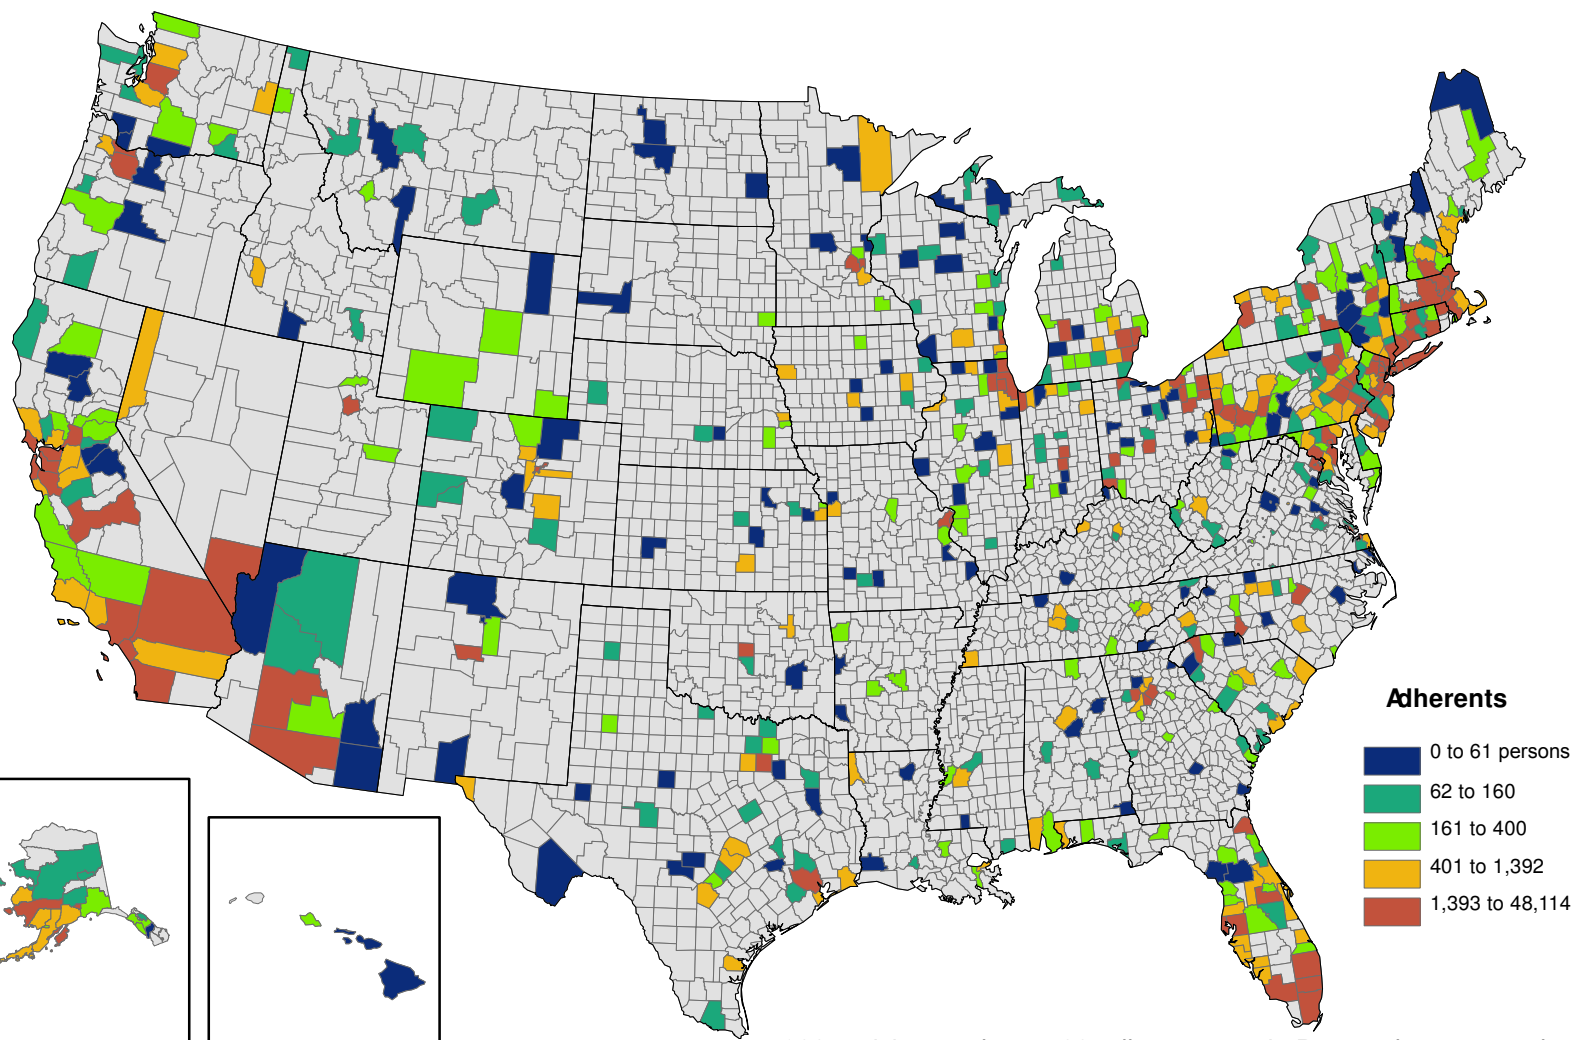 Adherents
0 to 61 persons
62 to 160
161 to 400
401 to 1,392
1,393 to 48,114